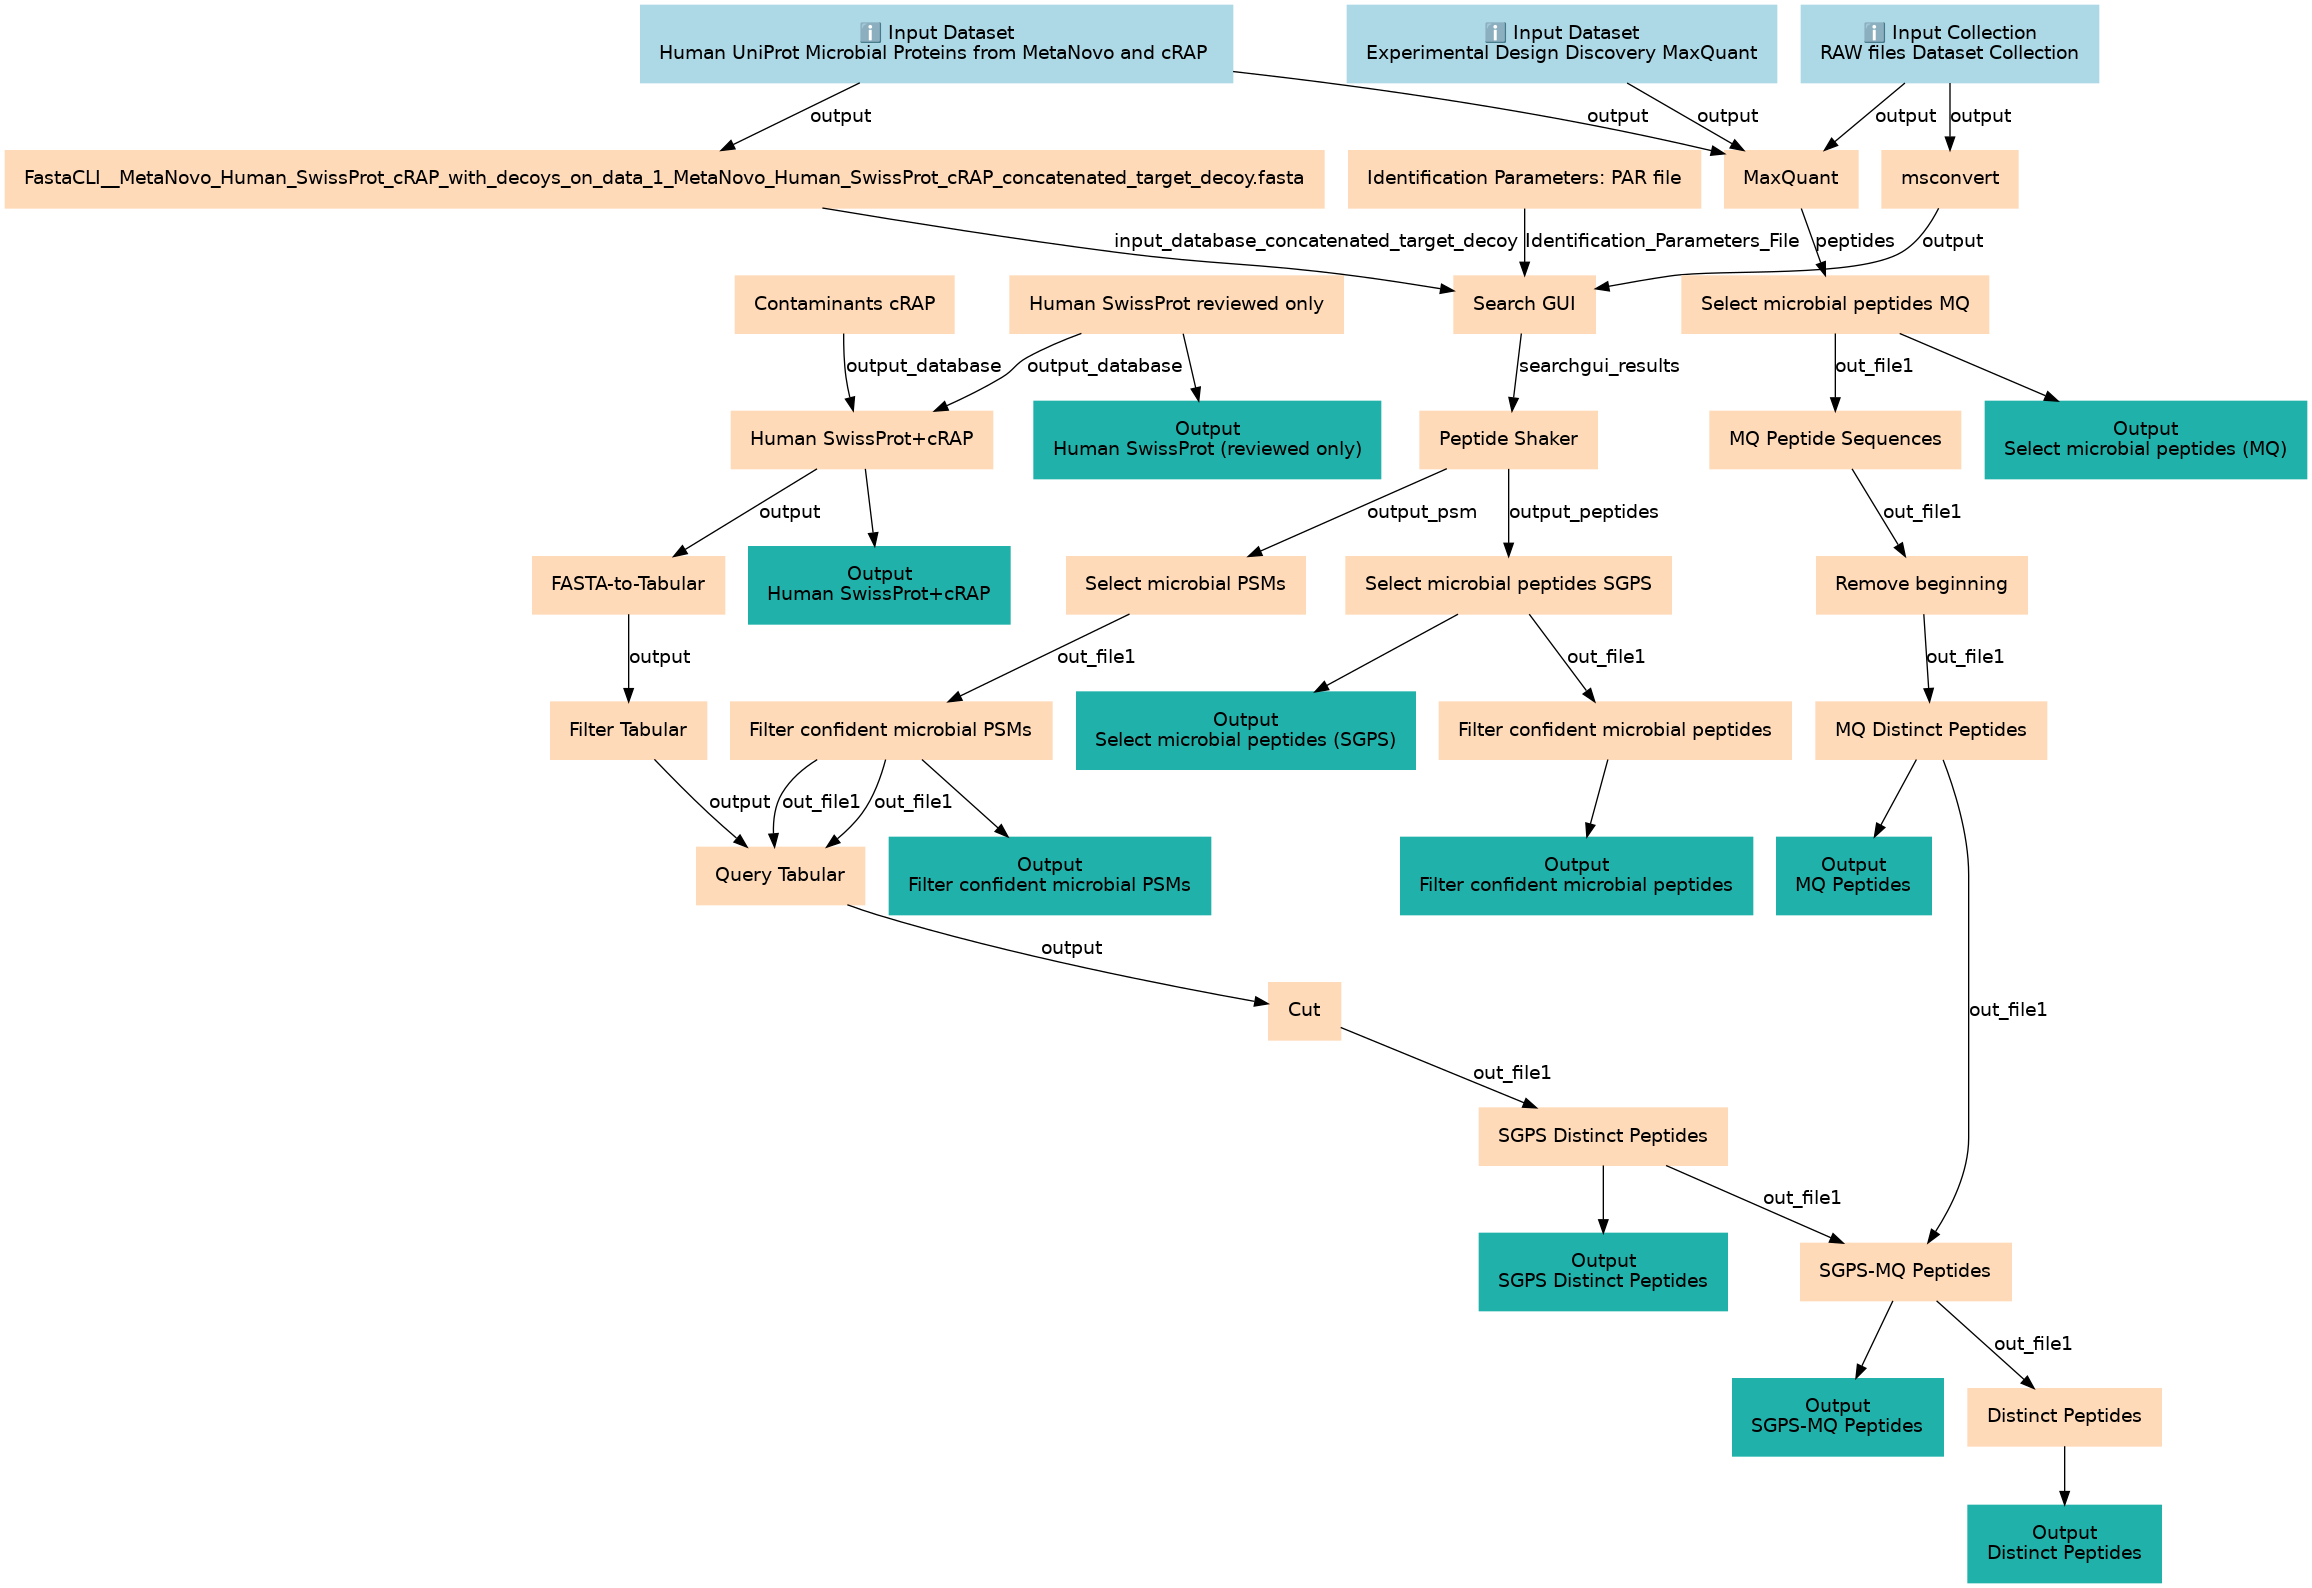 ℹ️ Input Dataset
Human UniProt Microbial Proteins from MetaNovo and cRAP
ℹ️ Input Dataset
Experimental Design Discovery MaxQuant
ℹ️ Input Collection
RAW files Dataset Collection
output
output
output
output
output
FastaCLI__MetaNovo_Human_SwissProt_cRAP_with_decoys_on_data_1_MetaNovo_Human_SwissProt_cRAP_concatenated_target_decoy.fasta
Identification Parameters: PAR file
MaxQuant
msconvert
input_database_concatenated_target_decoy
Identification_Parameters_File
peptides
output
Contaminants cRAP
Human SwissProt reviewed only
Search GUI
Select microbial peptides MQ
output_database
output_database
searchgui_results
out_file1
Human SwissProt+cRAP
Output
Human SwissProt (reviewed only)
Peptide Shaker
MQ Peptide Sequences
Output
Select microbial peptides (MQ)
output
output_psm
output_peptides
out_file1
FASTA-to-Tabular
Output
Human SwissProt+cRAP
Select microbial PSMs
Select microbial peptides SGPS
Remove beginning
output
out_file1
out_file1
out_file1
Filter Tabular
Filter confident microbial PSMs
Output
Select microbial peptides (SGPS)
Filter confident microbial peptides
MQ Distinct Peptides
output
out_file1
out_file1
Query Tabular
Output
Filter confident microbial PSMs
Output
Filter confident microbial peptides
Output
MQ Peptides
output
Cut
out_file1
out_file1
SGPS Distinct Peptides
out_file1
Output
SGPS Distinct Peptides
SGPS-MQ Peptides
out_file1
Output
SGPS-MQ Peptides
Distinct Peptides
Output
Distinct Peptides